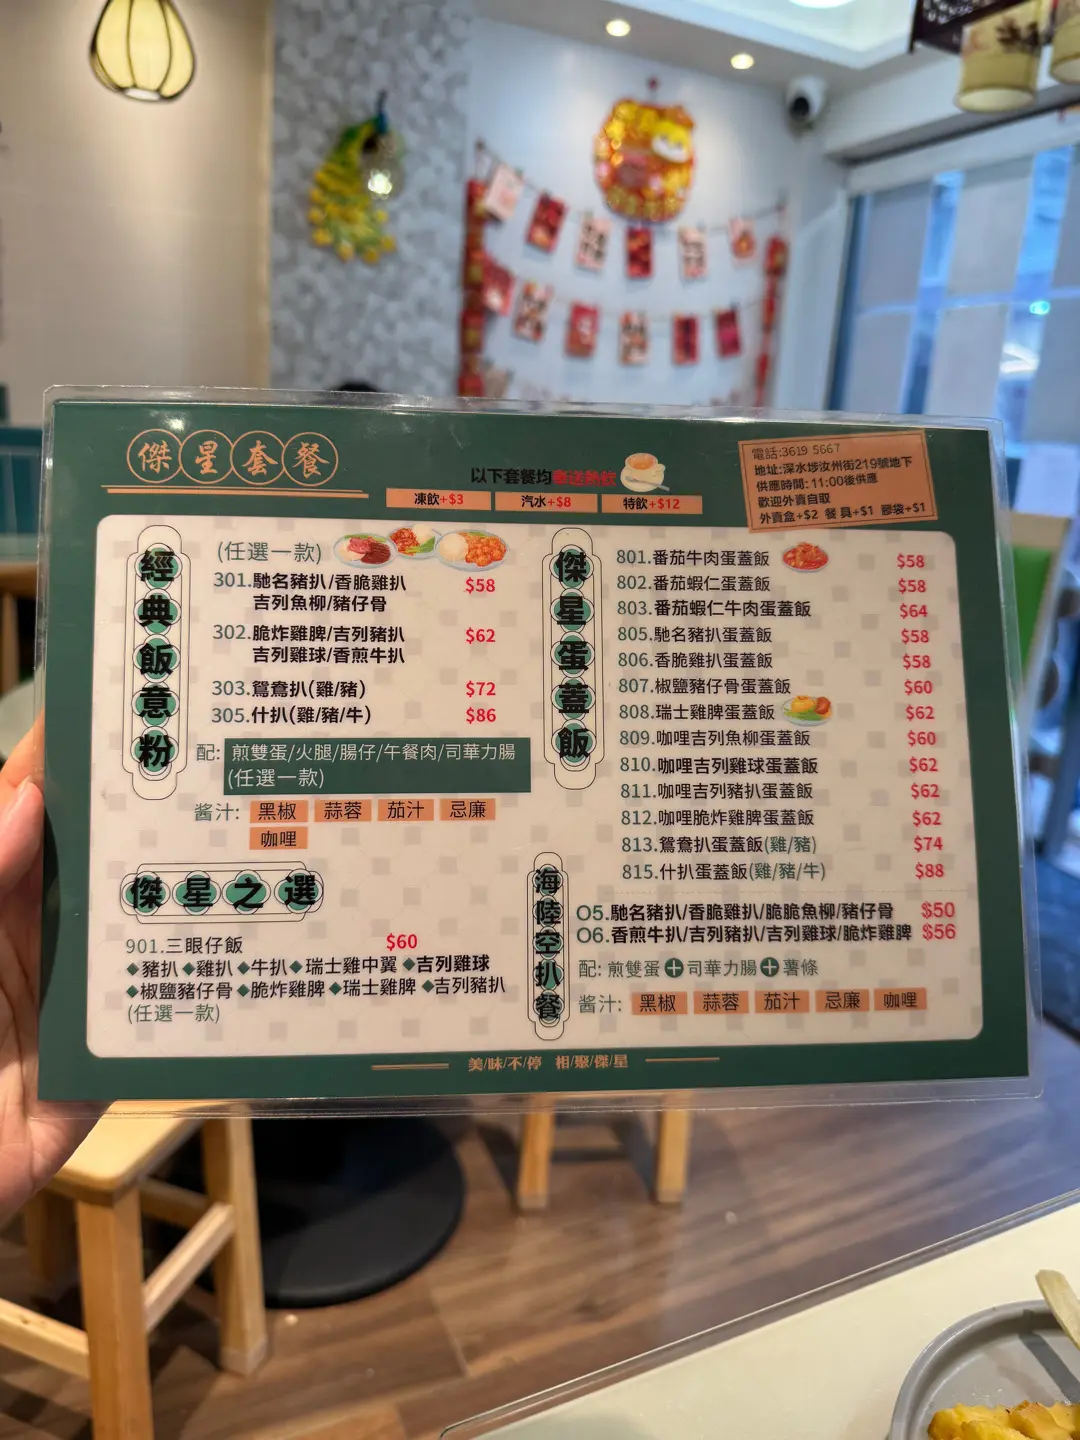 傑星套餐
以下套餐均奉送熱飲
凍飲+$3 汽水+$8 特飲+$12
電話:3619 5667
地址:深水埗汝州街219號地下
供應時間:11:00後供應
歡迎外賣自取
外賣盒+$2 餐具+$1 膠袋+$1
經典飯意粉
(任選一款)
301.馳名豬扒/香脆雞扒 $58
吉列魚柳/豬仔骨
302.脆炸雞脾/吉列豬扒 $62
吉列雞球/香煎牛扒
303.鴛鴦扒(雞/豬) $72
305.什扒(雞/豬/牛) $86
配: 煎雙蛋/火腿/腸仔/午餐肉/司華力腸
(任選一款)
酱汁: 黑椒 蒜蓉 茄汁 忌廉
咖哩
傑星之選
901.三眼仔飯 $60
◆豬扒◆雞扒◆牛扒◆瑞士雞中翼◆吉列雞球
◆椒鹽豬仔骨◆脆炸雞脾◆瑞士雞脾◆吉列豬扒
(任選一款)
傑星蛋蓋飯
801.番茄牛肉蛋蓋飯 $58
802.番茄蝦仁蛋蓋飯 $58
803.番茄蝦仁牛肉蛋蓋飯 $64
805.馳名豬扒蛋蓋飯 $58
806.香脆雞扒蛋蓋飯 $58
807.椒鹽豬仔骨蛋蓋飯 $60
808.瑞士雞脾蛋蓋飯 $62
809.咖哩吉列魚柳蛋蓋飯 $60
810.咖哩吉列雞球蛋蓋飯 $62
811.咖哩吉列豬扒蛋蓋飯 $62
812.咖哩脆炸雞脾蛋蓋飯 $62
813.鴛鴦扒蛋蓋飯(雞/豬) $74
815.什扒蛋蓋飯(雞/豬/牛) $88
海陸空扒餐
O5.馳名豬扒/香脆雞扒/脆脆魚柳/豬仔骨 $50
O6.香煎牛扒/吉列豬扒/吉列雞球/脆炸雞脾 $56
配: 煎雙蛋+司華力腸+薯條
酱汁: 黑椒 蒜蓉 茄汁 忌廉 咖哩
美/味/不/停 相/聚/傑/星